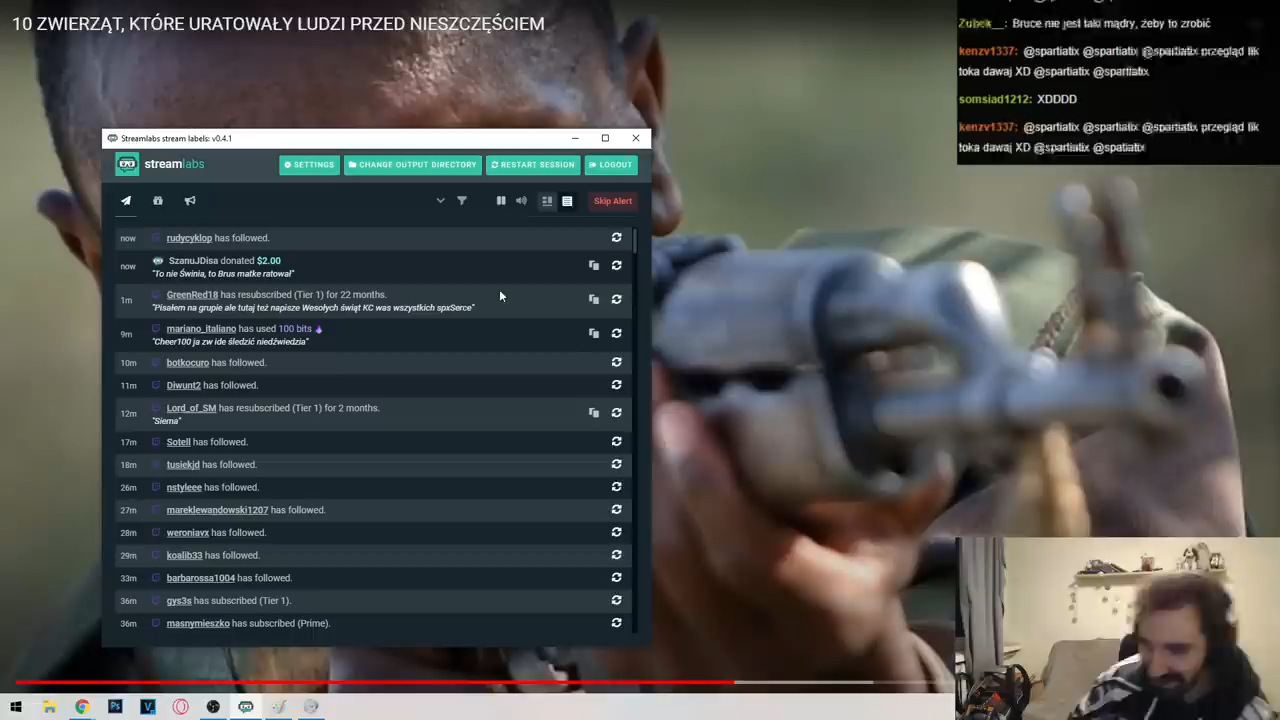 10 ZWIERZĄT, KTÓRE URATOWAŁY LUDZI PRZED NIESZCZĘŚCIEM
Zubek__: Bruce nie jest taki mądry, żeby to zrobić
kenzv1337: @spartiatix @spartiatix @spartiatix przegląd tik
toka dawaj XD @spartiatix @spartiatix
somsiad1212: XDDDD
kenzv1337: @spartiatix @spartiatix @spartiatix przegląd tik
toka dawaj XD @spartiatix @spatiatix
Streamlabs stream labels: v0.4.1
streamlabs
SETTINGS
CHANGE OUTPUT DIRECTORY
RESTART SESSION
LOGOUT
Skip Alert
now rudycyklop has followed.
now SzanuJDisa donated $2.00
"To nie Świnia, to Brus matke ratował"
1m GreenRed18 has resubscribed (Tier 1) for 22 months.
"Pisałem na grupie ale tutaj też napisze Wesołych świąt KC was wszystkich spxSerce"
9m mariano_italiano has used 100 bits
"Cheer100 ja zw ide śledzić niedźwiedzia"
10m botkocuro has followed.
11m Diwunt2 has followed.
12m Lord_of_SM has resubscribed (Tier 1) for 2 months.
"Siema"
17m Sotell has followed.
18m tusiekjd has followed.
26m nstyleee has followed.
27m mareklewandowski1207 has followed.
28m weroniavx has followed.
29m koalib33 has followed.
33m barbarossa1004 has followed.
36m gys3s has subscribed (Tier 1).
36m masnymieszko has subscribed (Prime).
Ps
V